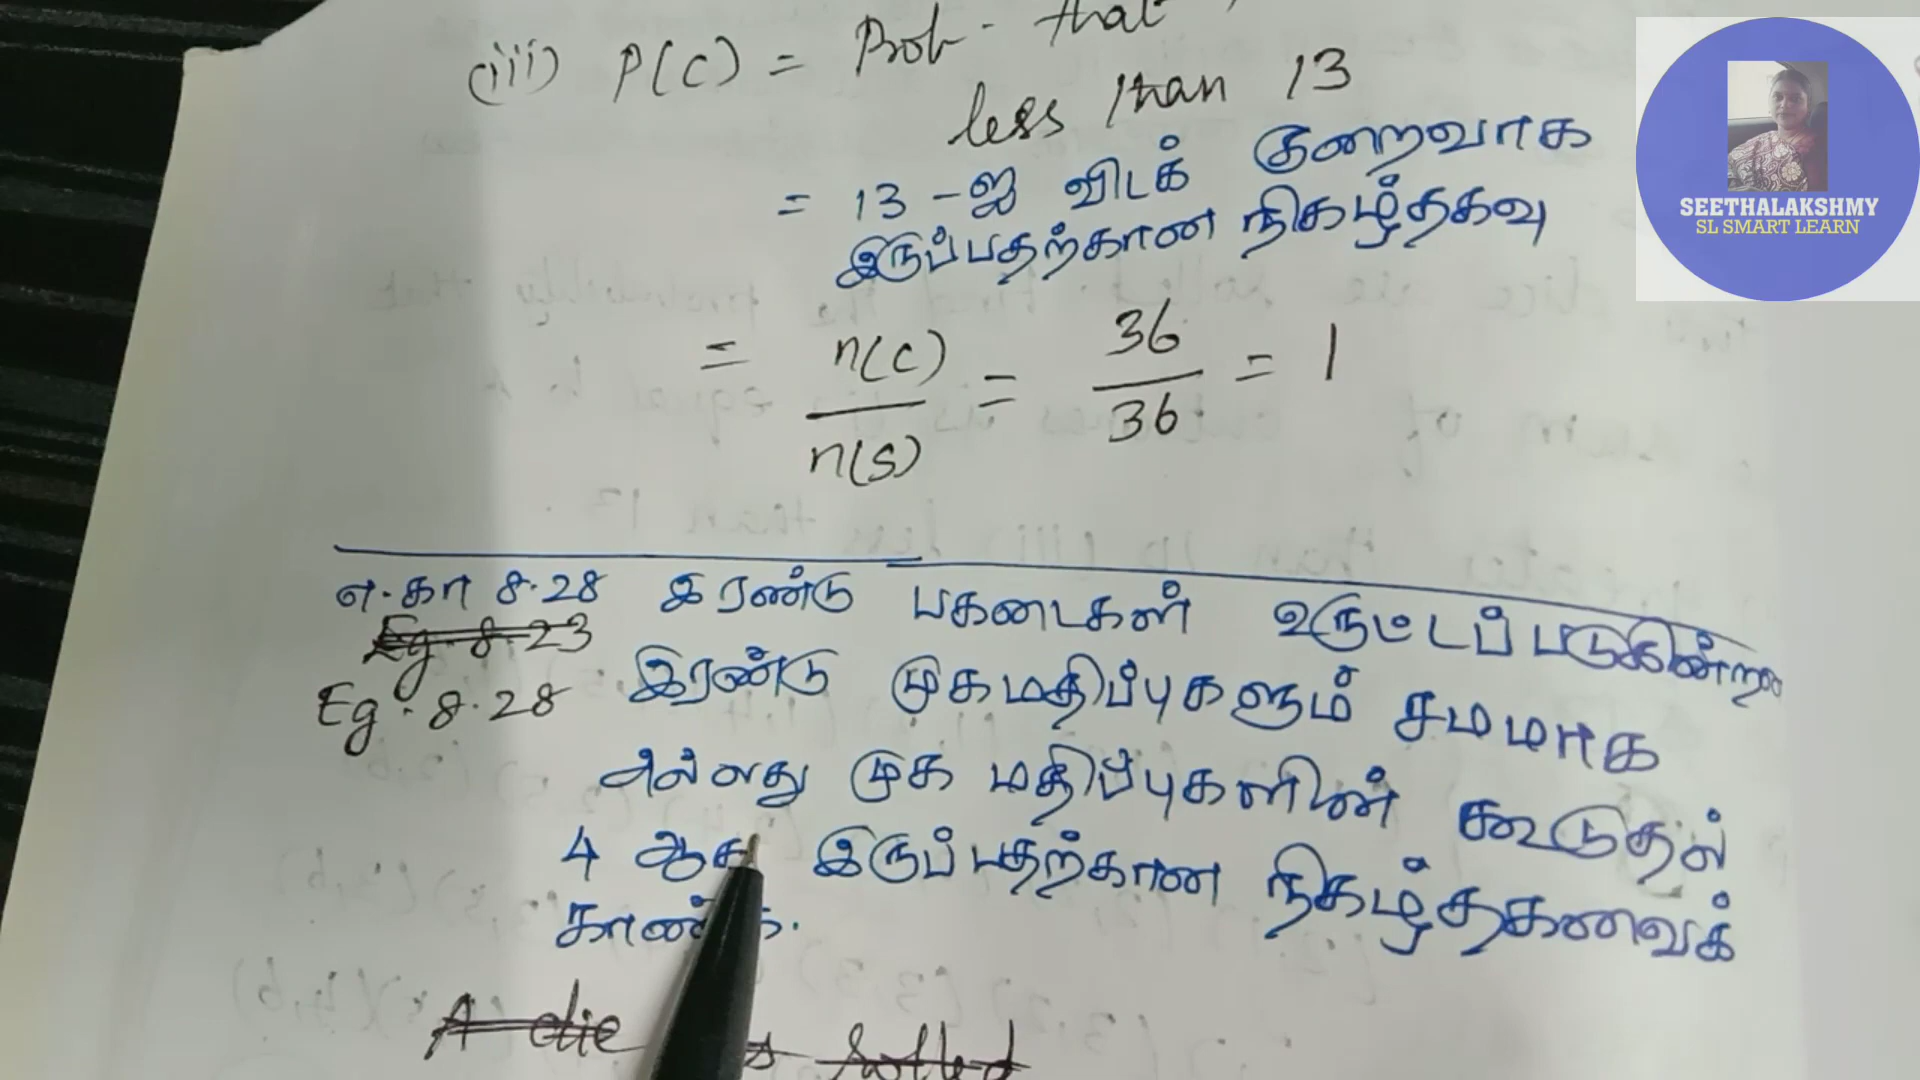 (iii) P(C) = Prob. that
less than 13
= 13-ஐ விடக் குறைவாக
இருப்பதற்கான நிகழ்தகவு
= n(C)/n(S) = 36/36 = 1
எ.கா 8.28 இரண்டு பகடைகள் உருட்டப்படுகின்றன
Eg. 8.23
Eg. 8.28 இரண்டு முகமதிப்புகளும் சமமாக
அல்லது முக மதிப்புகளின் கூடுதல்
4 ஆக இருப்பதற்கான நிகழ்தகவைக்
காண்க.
A die is rolled
SEETHALAKSHMY
SL SMART LEARN